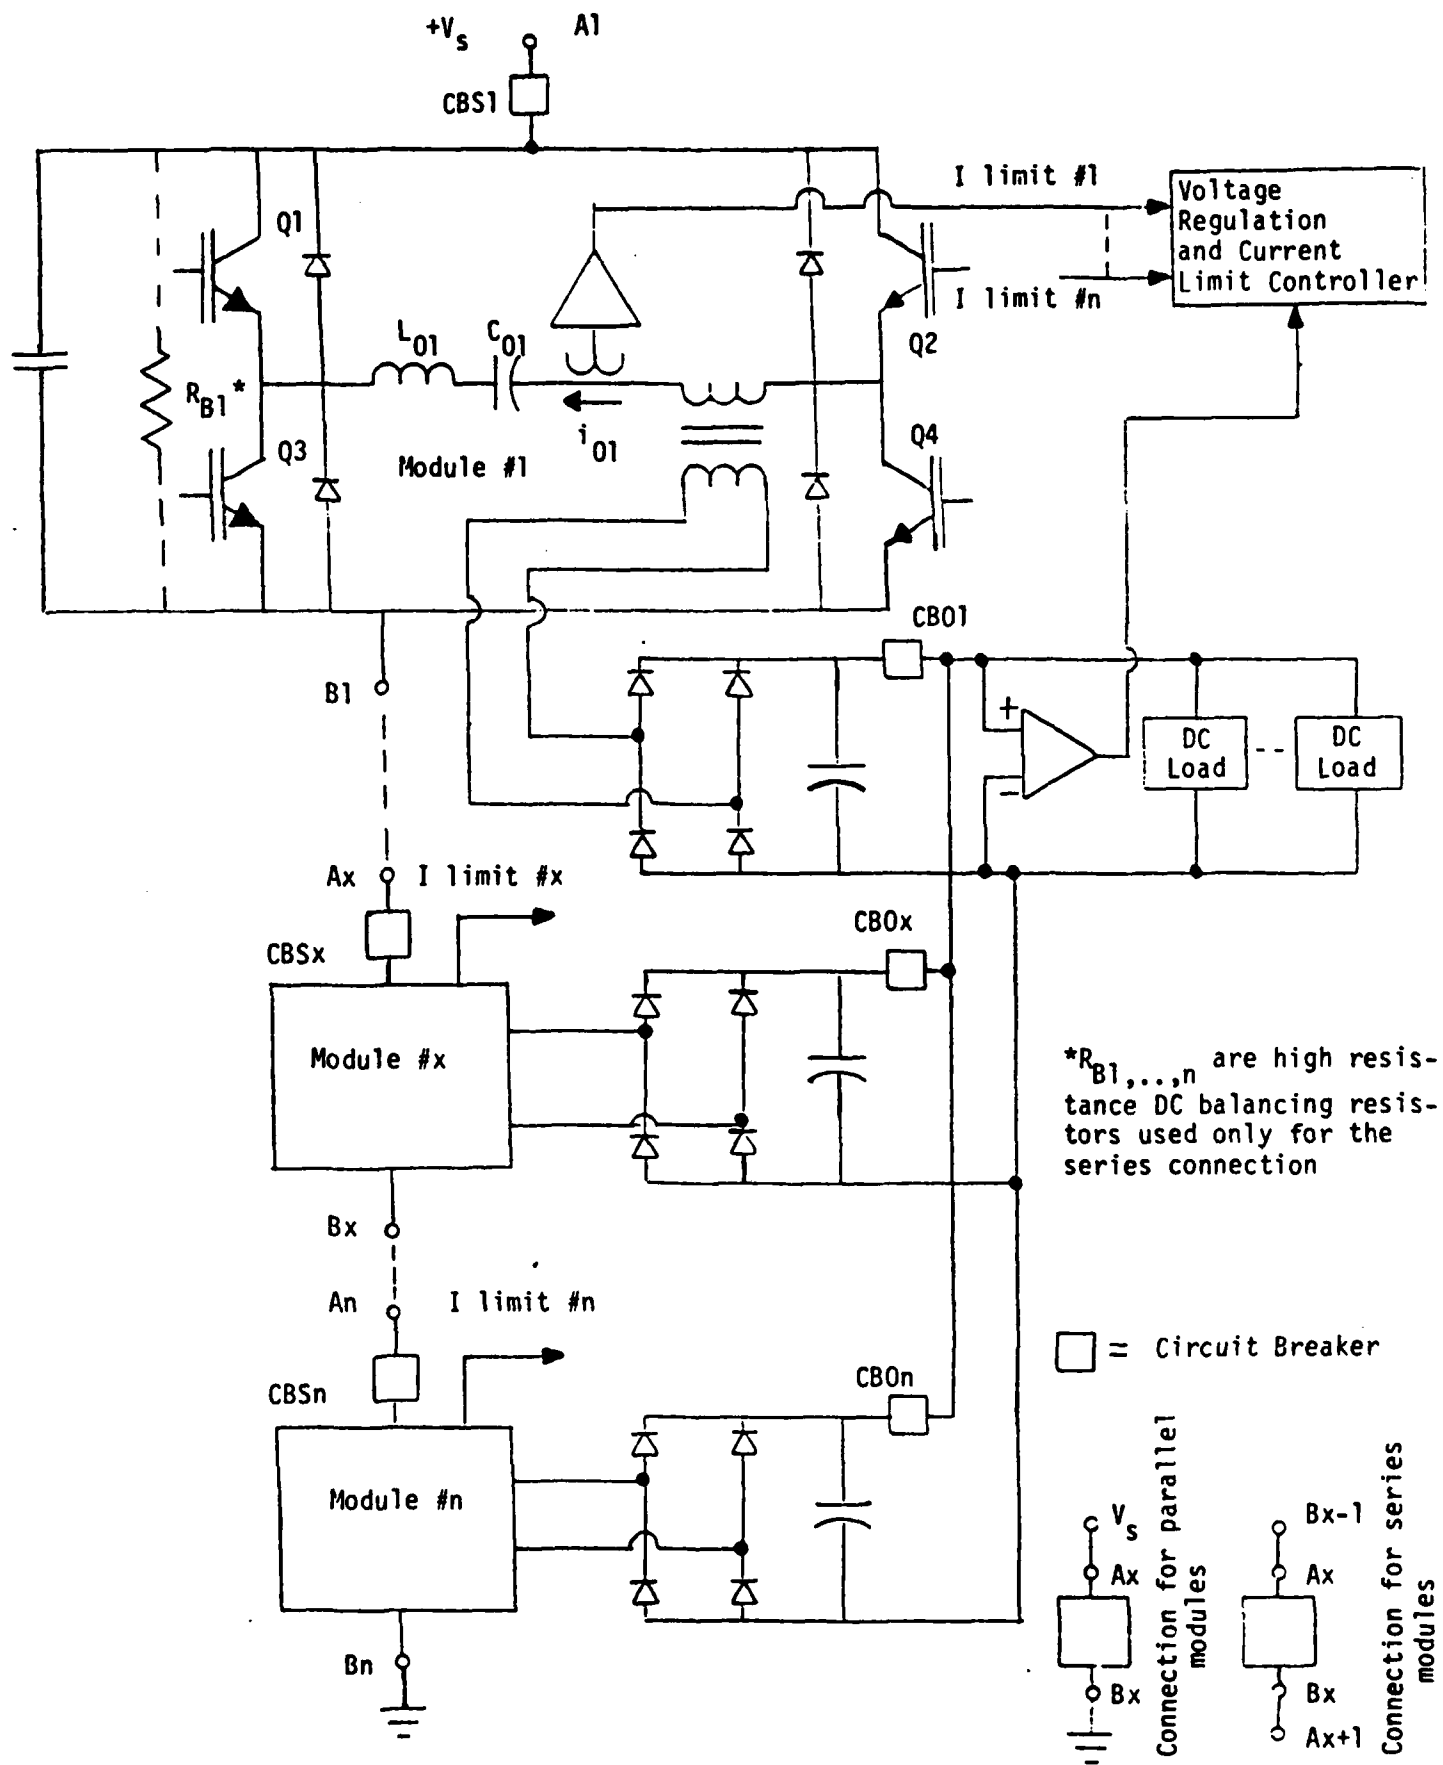 +Vs A1
CBS1
I limit #1
Voltage
Regulation
and Current
Limit Controller
I limit #n
Q1
Q2
L01
C01
RB1*
i01
Q3
Q4
Module #1
CB01
B1
+
−
DC
Load
--
DC
Load
Ax
I limit #x
CBSx
CBOx
Module #x
*RB1,..,n are high resis-
tance DC balancing resis-
tors used only for the
series connection
Bx
An
I limit #n
CBSn
CBOn
= Circuit Breaker
Module #n
Bn
Vs
Ax
Bx
Connection for parallel
modules
Bx-1
Ax
Bx
Ax+1
Connection for series
modules